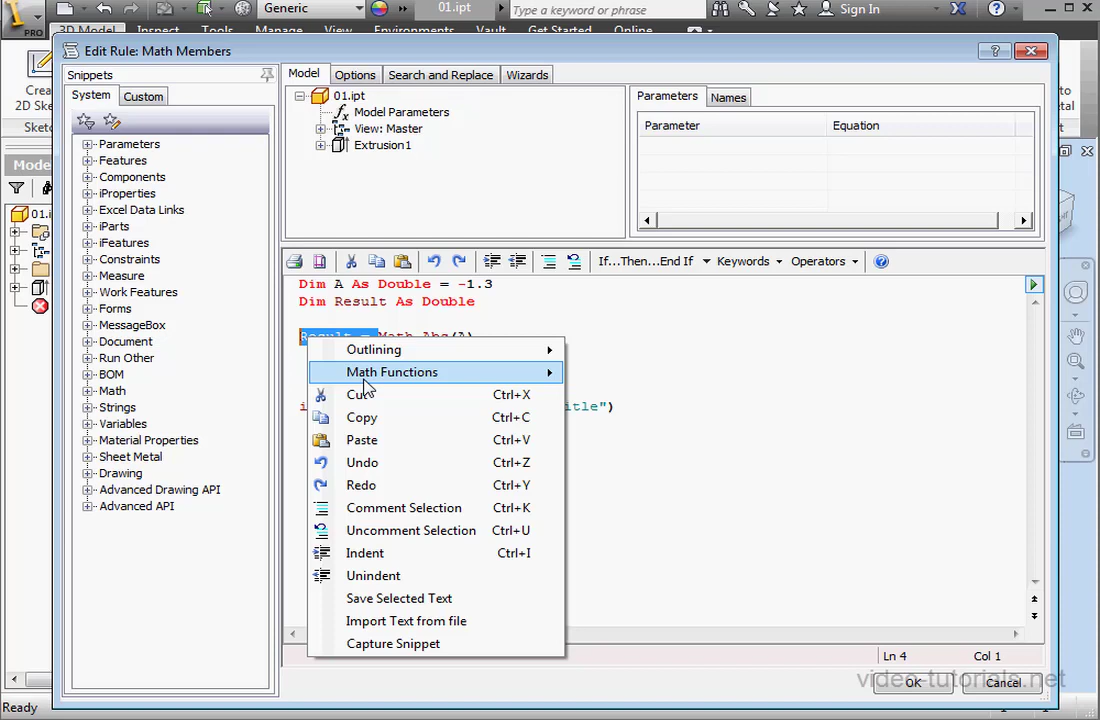 Generic
01.ipt
Type a keyword or phrase
Sign In
PRO
3D Model Inspect Tools Manage View Environments Vault Get Started Online
Edit Rule: Math Members
Snippets
System Custom
Parameters
Features
Components
iProperties
Excel Data Links
iParts
iFeatures
Constraints
Measure
Work Features
Forms
MessageBox
Document
Run Other
BOM
Math
Strings
Variables
Material Properties
Sheet Metal
Drawing
Advanced Drawing API
Advanced API
Model Options Search and Replace Wizards
01.ipt
Model Parameters
View: Master
Extrusion1
Parameters Names
Parameter Equation
If...Then...End If Keywords Operators
Dim A As Double = -1.3
Dim Result As Double
Result = Math.Abs(A)
itle")
Outlining
Math Functions
Cut Ctrl+X
Copy Ctrl+C
Paste Ctrl+V
Undo Ctrl+Z
Redo Ctrl+Y
Comment Selection Ctrl+K
Uncomment Selection Ctrl+U
Indent Ctrl+I
Unindent
Save Selected Text
Import Text from file
Capture Snippet
Ln 4 Col 1
OK Cancel
video-tutorials.net
Ready